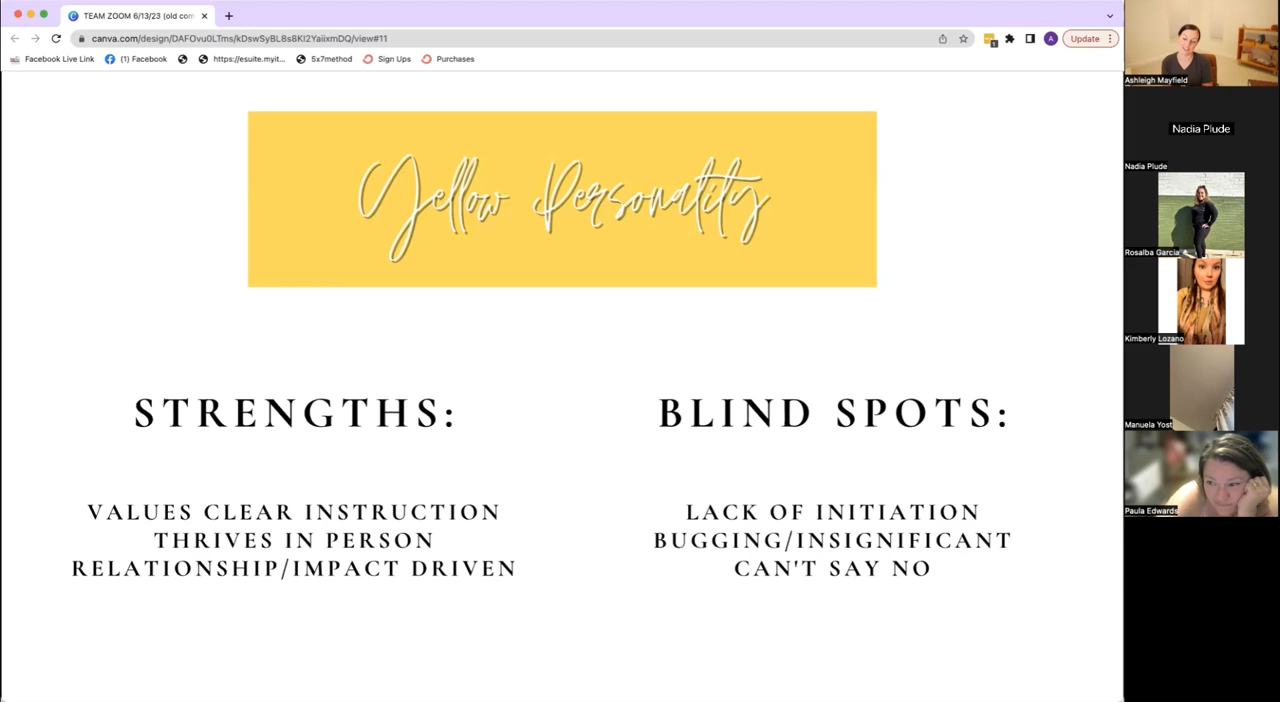 TEAM ZOOM 6/13/23 (old com
canva.com/design/DAFOvu0LTms/kDswSyBL8s8Kl2YaiixmDQ/view#11
Update
Facebook Live Link
(1) Facebook
https://esuite.myit...
5x7method
Sign Ups
Purchases
Yellow Personality
STRENGTHS:
VALUES CLEAR INSTRUCTION
THRIVES IN PERSON
RELATIONSHIP/IMPACT DRIVEN
BLIND SPOTS:
LACK OF INITIATION
BUGGING/INSIGNIFICANT
CAN'T SAY NO
Ashleigh Mayfield
Nadia Plude
Nadia Plude
Rosalba Garcia
Kimberly Lozano
Manuela Yost
Paula Edwards